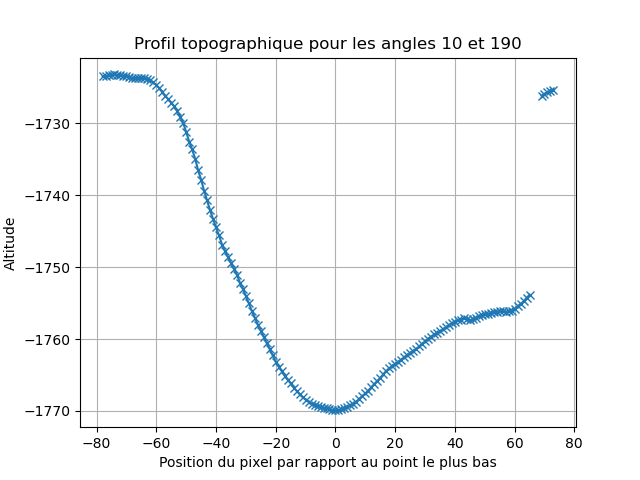 Profil topographique pour les angles 10 et 190
−1730
−1740
−1750
−1760
−1770
Altitude
−80 −60 −40 −20 0 20 40 60 80
Position du pixel par rapport au point le plus bas